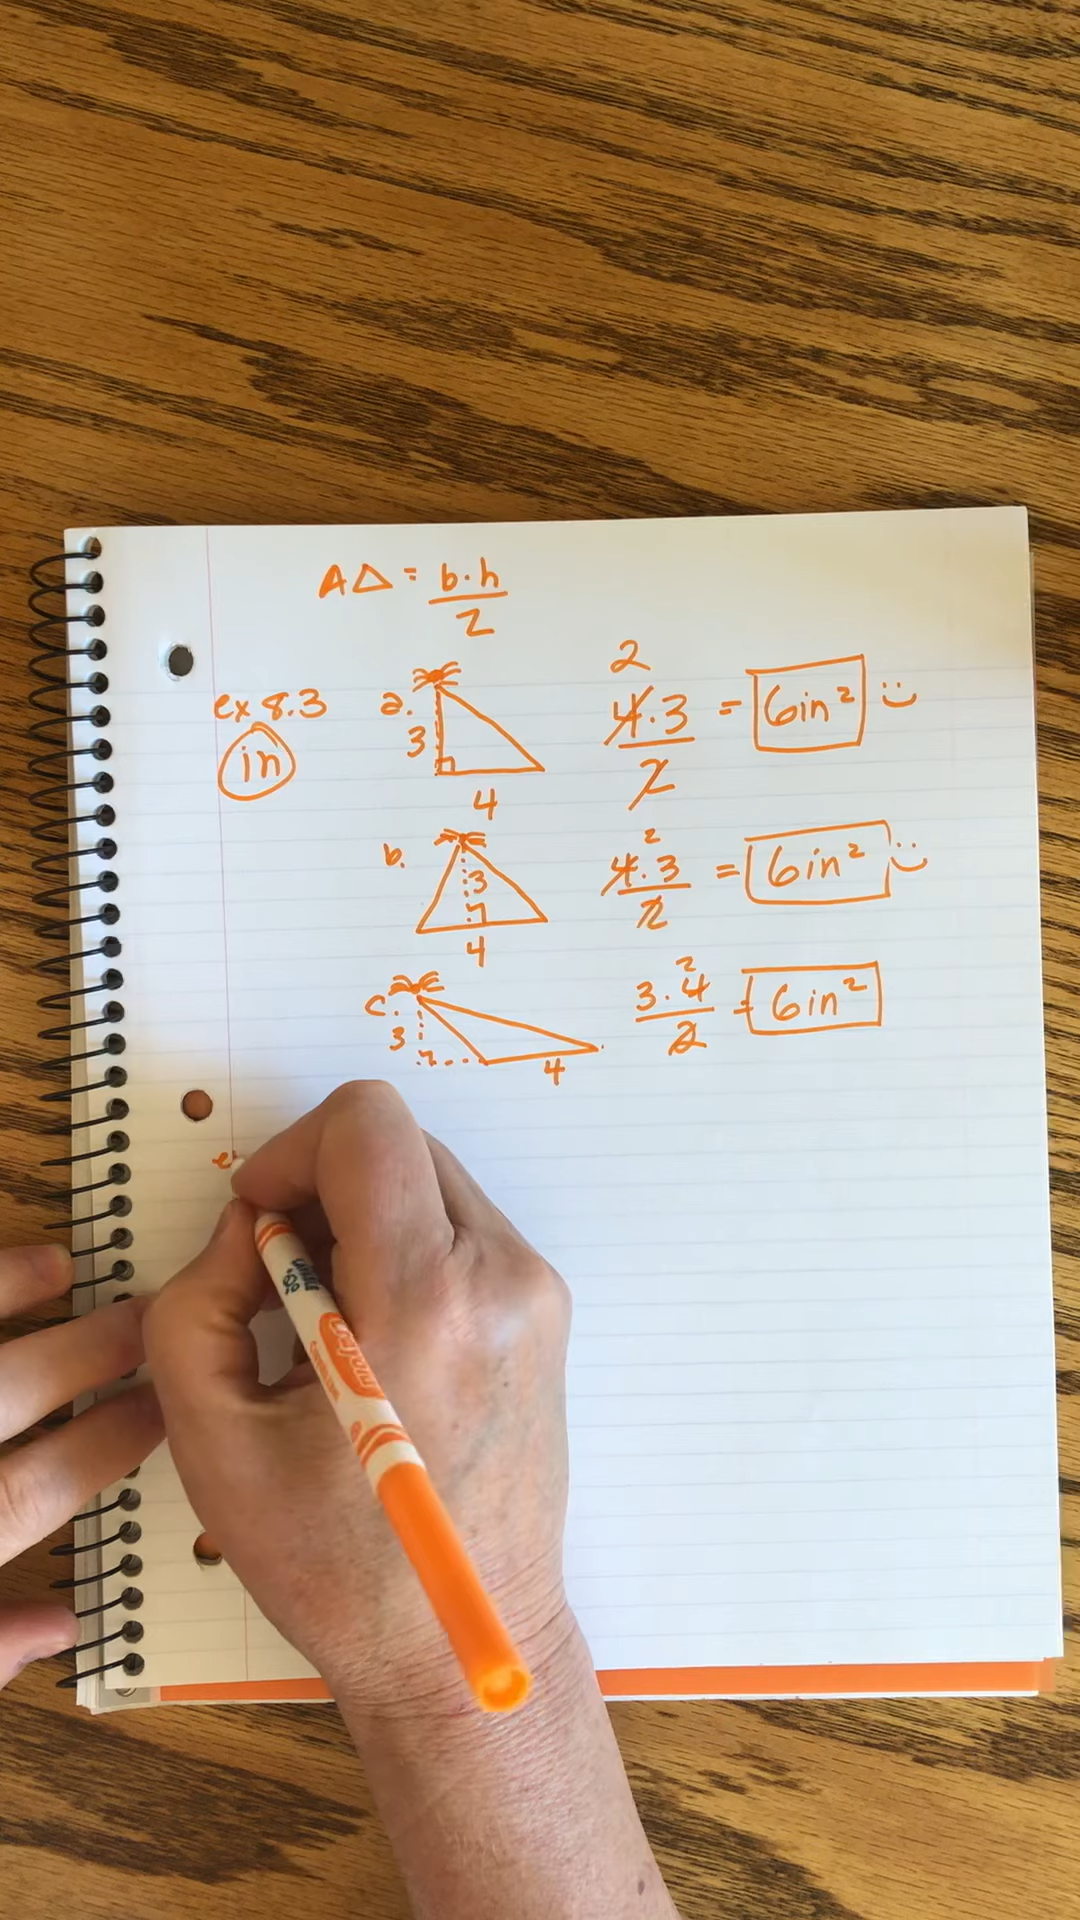 A△ = b·h
2
ex 8.3
in
a.
3
4
2
4·3 = 6in²
2
b.
3
4
2
4·3 = 6in²
2
c.
3
4
2
3·4 = 6in²
2
e
Crayola